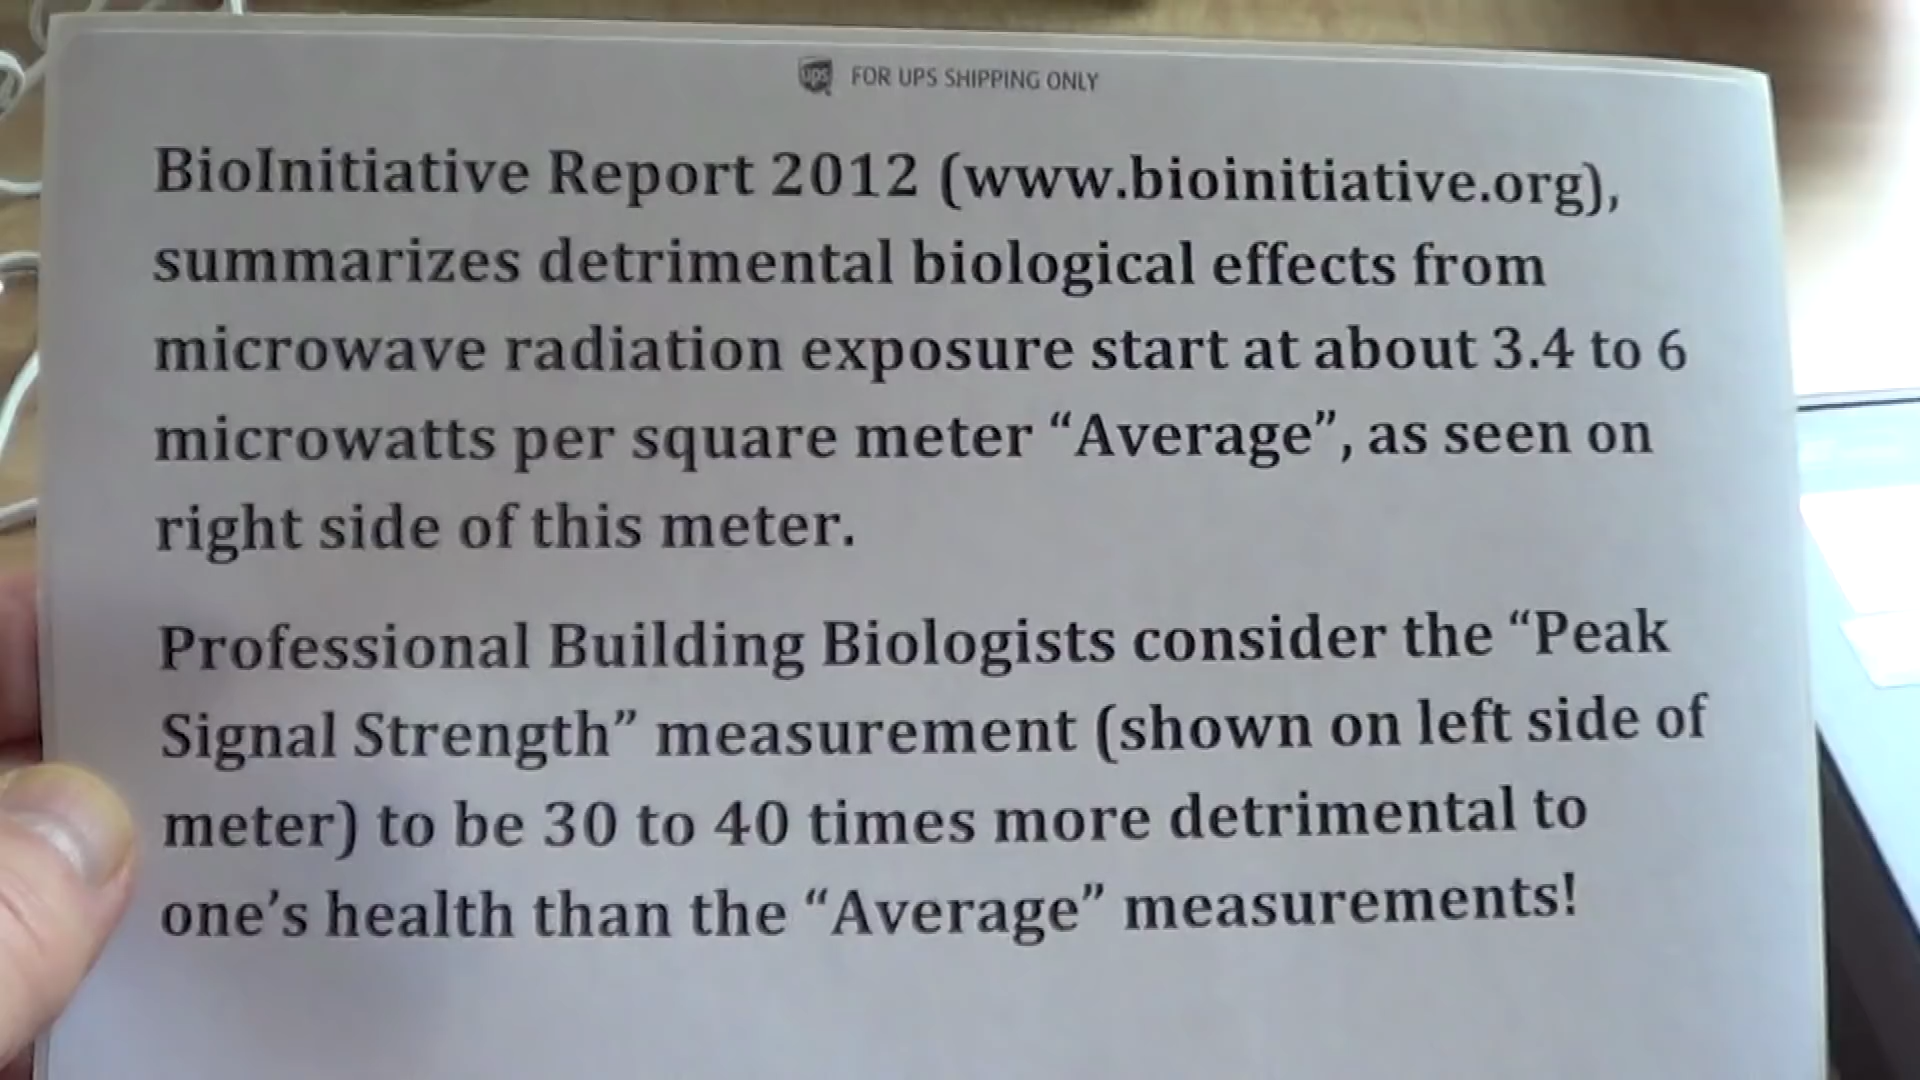 ups FOR UPS SHIPPING ONLY
BioInitiative Report 2012 (www.bioinitiative.org),
summarizes detrimental biological effects from
microwave radiation exposure start at about 3.4 to 6
microwatts per square meter “Average”, as seen on
right side of this meter.
Professional Building Biologists consider the “Peak
Signal Strength” measurement (shown on left side of
meter) to be 30 to 40 times more detrimental to
one’s health than the “Average” measurements!